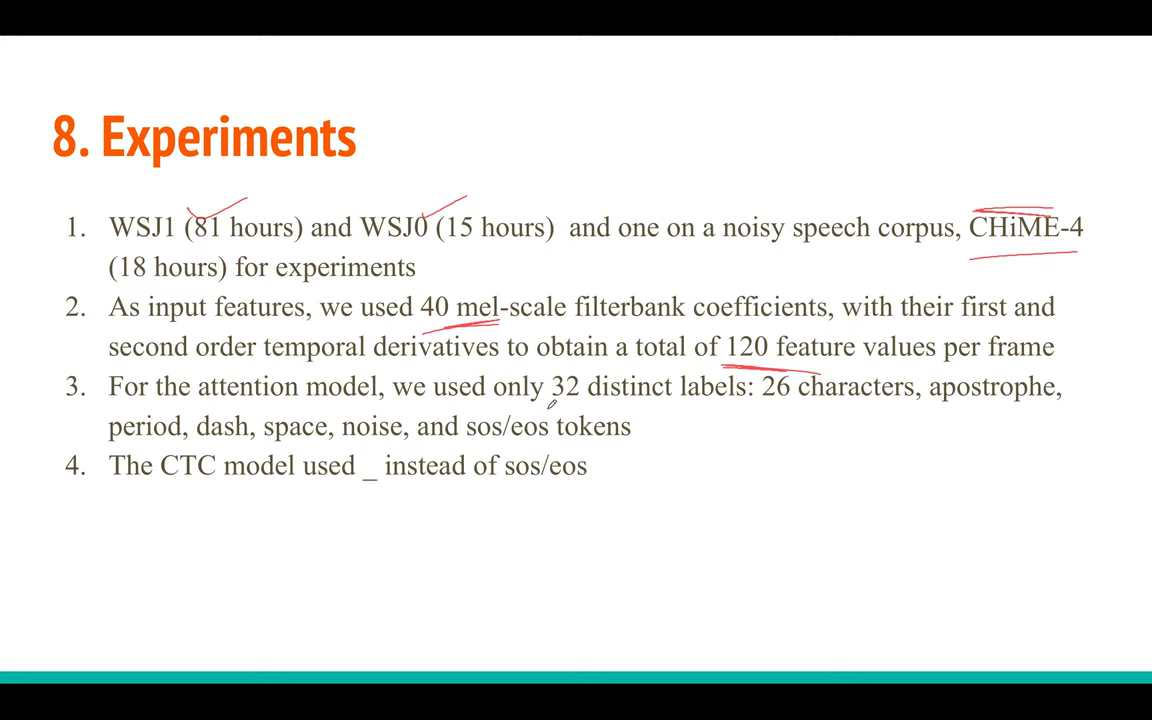 8. Experiments
1. WSJ1 (81 hours) and WSJ0 (15 hours) and one on a noisy speech corpus, CHiME-4
(18 hours) for experiments
2. As input features, we used 40 mel-scale filterbank coefficients, with their first and
second order temporal derivatives to obtain a total of 120 feature values per frame
3. For the attention model, we used only 32 distinct labels: 26 characters, apostrophe,
period, dash, space, noise, and sos/eos tokens
4. The CTC model used _ instead of sos/eos